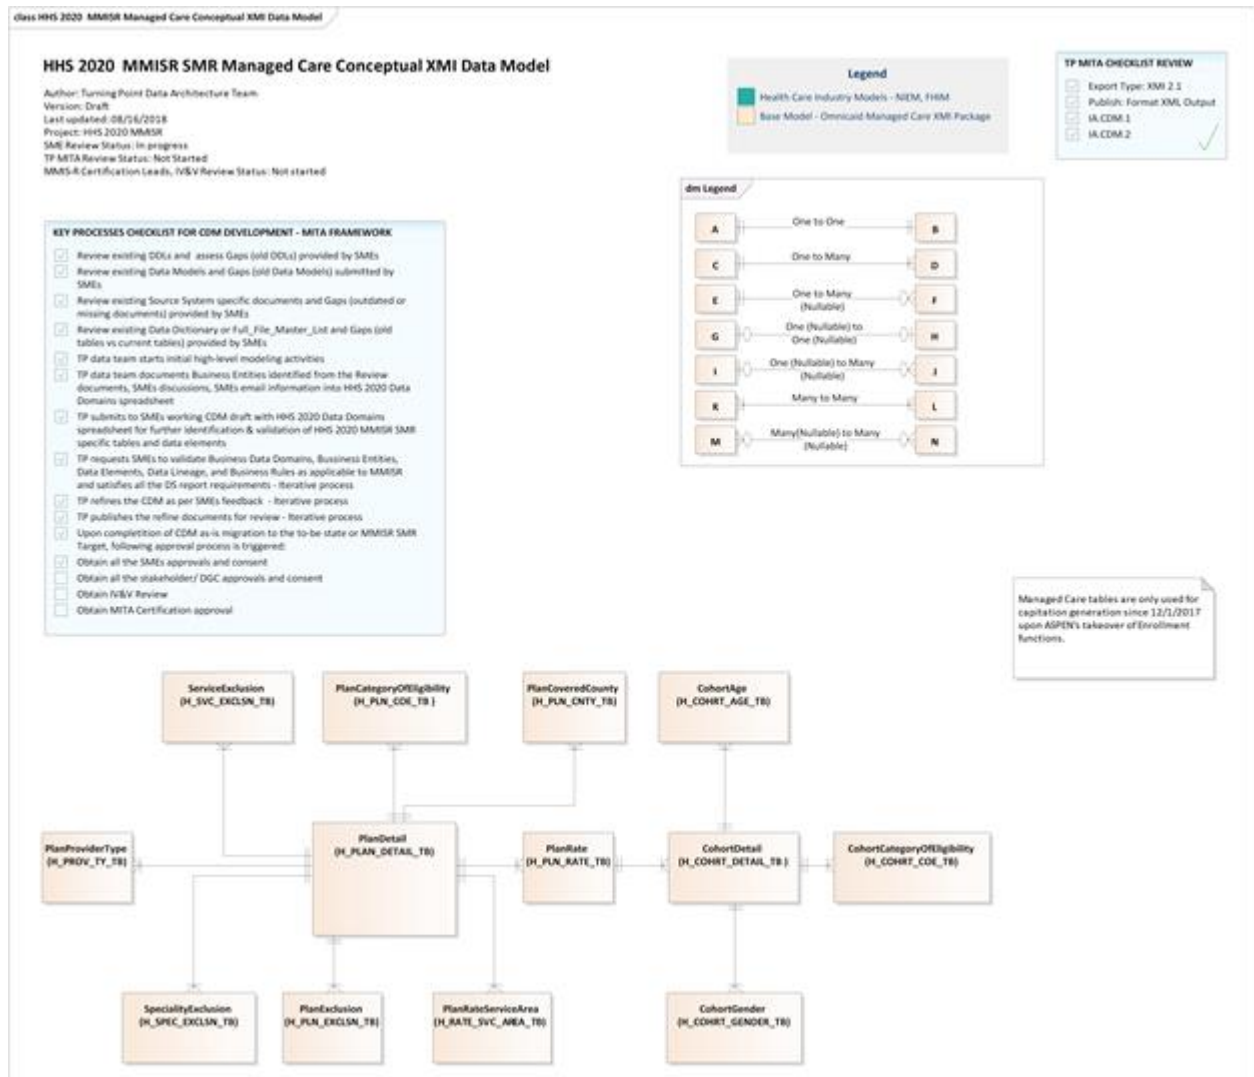 class HHS 2020 MMISR Managed Care Conceptual XMI Data Model
HHS 2020 MMISR SMR Managed Care Conceptual XMI Data Model
Author: Turning Point Data Architecture Team
Version: Draft
Last updated: 08/16/2018
Project: HHS 2020 MMISR
SME Review Status: In progress
TP MITA Review Status: Not Started
MMIS-R Certification Leads, IV&V Review Status: Not started
Legend
Health Care Industry Models - NIEM, FHIM
Base Model - Omnicaid Managed Care XMI Package
TP MITA CHECKLIST REVIEW
Export Type: XMI 2.1
Publish: Format XML Output
IA.CDM.1
IA.CDM.2
dm Legend
A One to One B
C One to Many D
E One to Many F
(Nullable)
One (Nullable) to
G One (Nullable) H
I One (Nullable) to Many J
(Nullable)
K Many to Many L
M Many(Nullable) to Many N
(Nullable)
KEY PROCESSES CHECKLIST FOR CDM DEVELOPMENT - MITA FRAMEWORK
Review existing DDLs and assess Gaps (old DDLs) provided by SMEs
Review existing Data Models and Gaps (old Data Models) submitted by
SMEs
Review existing Source System specific documents and Gaps (outdated or
missing documents) provided by SMEs
Review existing Data Dictionary or Full_File_Master_List and Gaps (old
tables vs current tables) provided by SMEs
TP data team starts initial high-level modeling activities
TP data team documents Business Entities identified from the Review
documents, SMEs discussions, SMEs email information into HHS 2020 Data
Domains spreadsheet
TP submits to SMEs working CDM draft with HHS 2020 Data Domains
spreadsheet for further identification & validation of HHS 2020 MMISR SMR
specific tables and data elements
TP requests SMEs to validate Business Data Domains, Bussiness Entities,
Data Elements, Data Lineage, and Business Rules as applicable to MMISR
and satisfies all the DS report requirements - Iterative process
TP refines the CDM as per SMEs feedback - Iterative process
TP publishes the refine documents for review - Iterative process
Upon completition of CDM as-is migration to the to-be state or MMISR SMR
Target, following approval process is triggered:
Obtain all the SMEs approvals and consent
Obtain all the stakeholder/ DGC approvals and consent
Obtain IV&V Review
Obtain MITA Certification approval
Managed Care tables are only used for
capitation generation since 12/1/2017
upon ASPEN's takeover of Enrollment
functions.
ServiceExclusion
(H_SVC_EXCLSN_TB)
PlanCategoryOfEligibility
(H_PLN_COE_TB )
PlanCoveredCounty
(H_PLN_CNTY_TB)
CohortAge
(H_COHRT_AGE_TB)
PlanProviderType
(H_PROV_TY_TB)
PlanDetail
(H_PLAN_DETAIL_TB)
PlanRate
(H_PLN_RATE_TB)
CohortDetail
(H_COHRT_DETAIL_TB )
CohortCategoryOfEligibility
(H_COHRT_COE_TB)
SpecialityExclusion
(H_SPEC_EXCLSN_TB)
PlanExclusion
(H_PLN_EXCLSN_TB)
PlanRateServiceArea
(H_RATE_SVC_AREA_TB)
CohortGender
(H_COHRT_GENDER_TB)